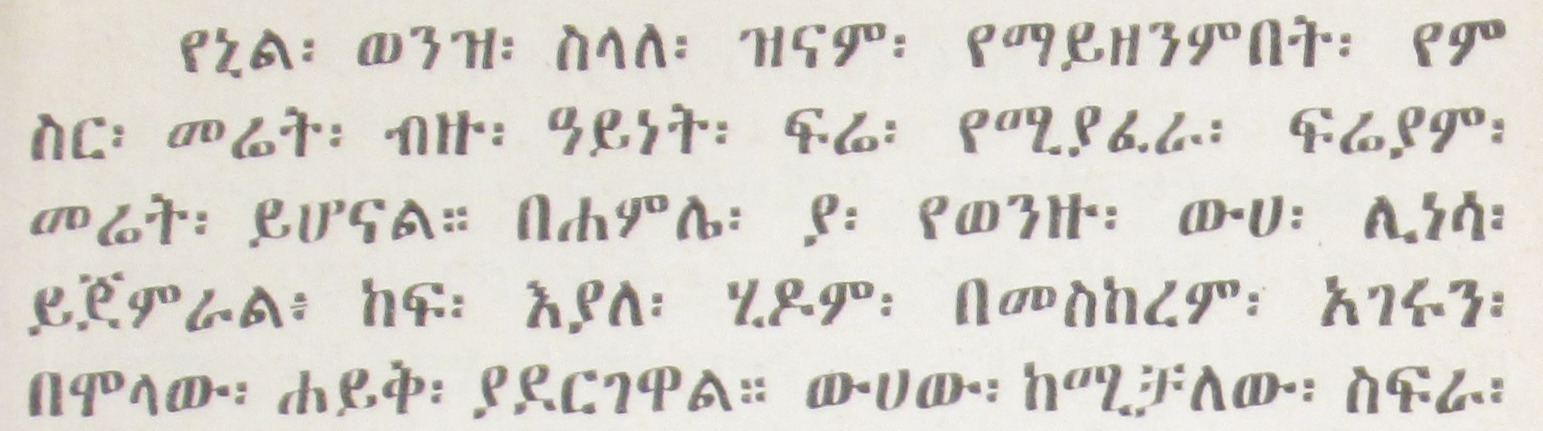 የኒል፡ ወንዝ፡ ስላለ፡ ዝናም፡ የማይዘንምበት፡ የም
ስር፡ መሬት፡ ብዙ፡ ዓይነት፡ ፍሬ፡ የሚያፈራ፡ ፍሬያም፡
መሬት፡ ይሆናል። በሐምሌ፡ ያ፡ የወንዙ፡ ውሀ፡ ሊነሳ፡
ይጀምራል፥ ከፍ፡ እያለ፡ ሂዶም፡ በመስከረም፡ አገሩን፡
በሞላው፡ ሐይቅ፡ ያደርገዋል። ውሀው፡ ከሚቻለው፡ ስፍራ፡